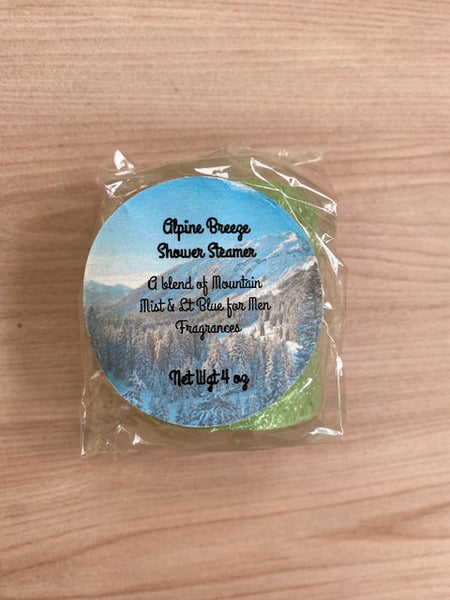 Alpine Breeze
Shower Steamer
A blend of Mountain
Mist & Lt Blue for Men
Fragrances
Net Wgt 4 oz